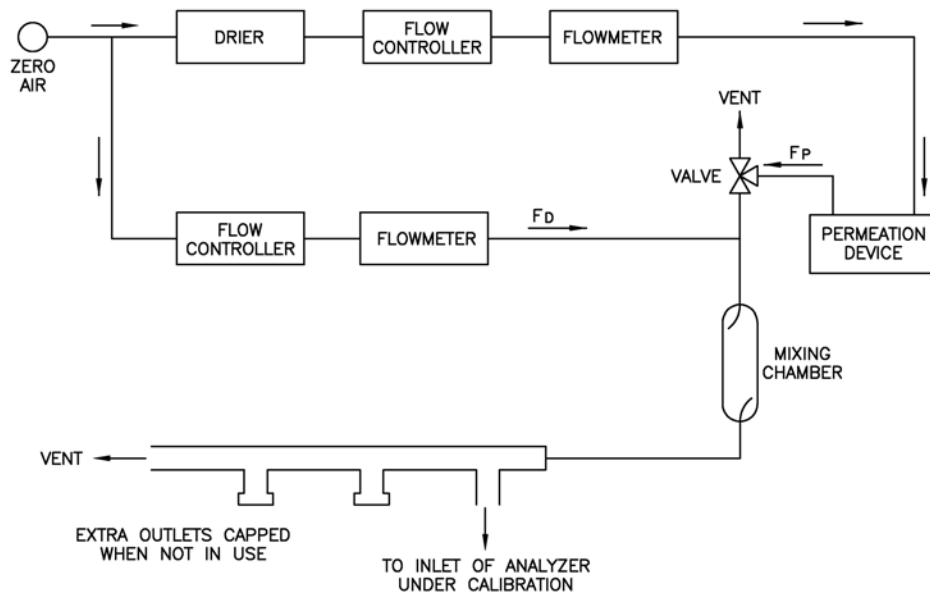 ZERO
AIR
DRIER
FLOW
CONTROLLER
FLOWMETER
VENT
VALVE
FP
PERMEATION
DEVICE
FLOW
CONTROLLER
FLOWMETER
FD
MIXING
CHAMBER
VENT
EXTRA OUTLETS CAPPED
WHEN NOT IN USE
TO INLET OF ANALYZER
UNDER CALIBRATION